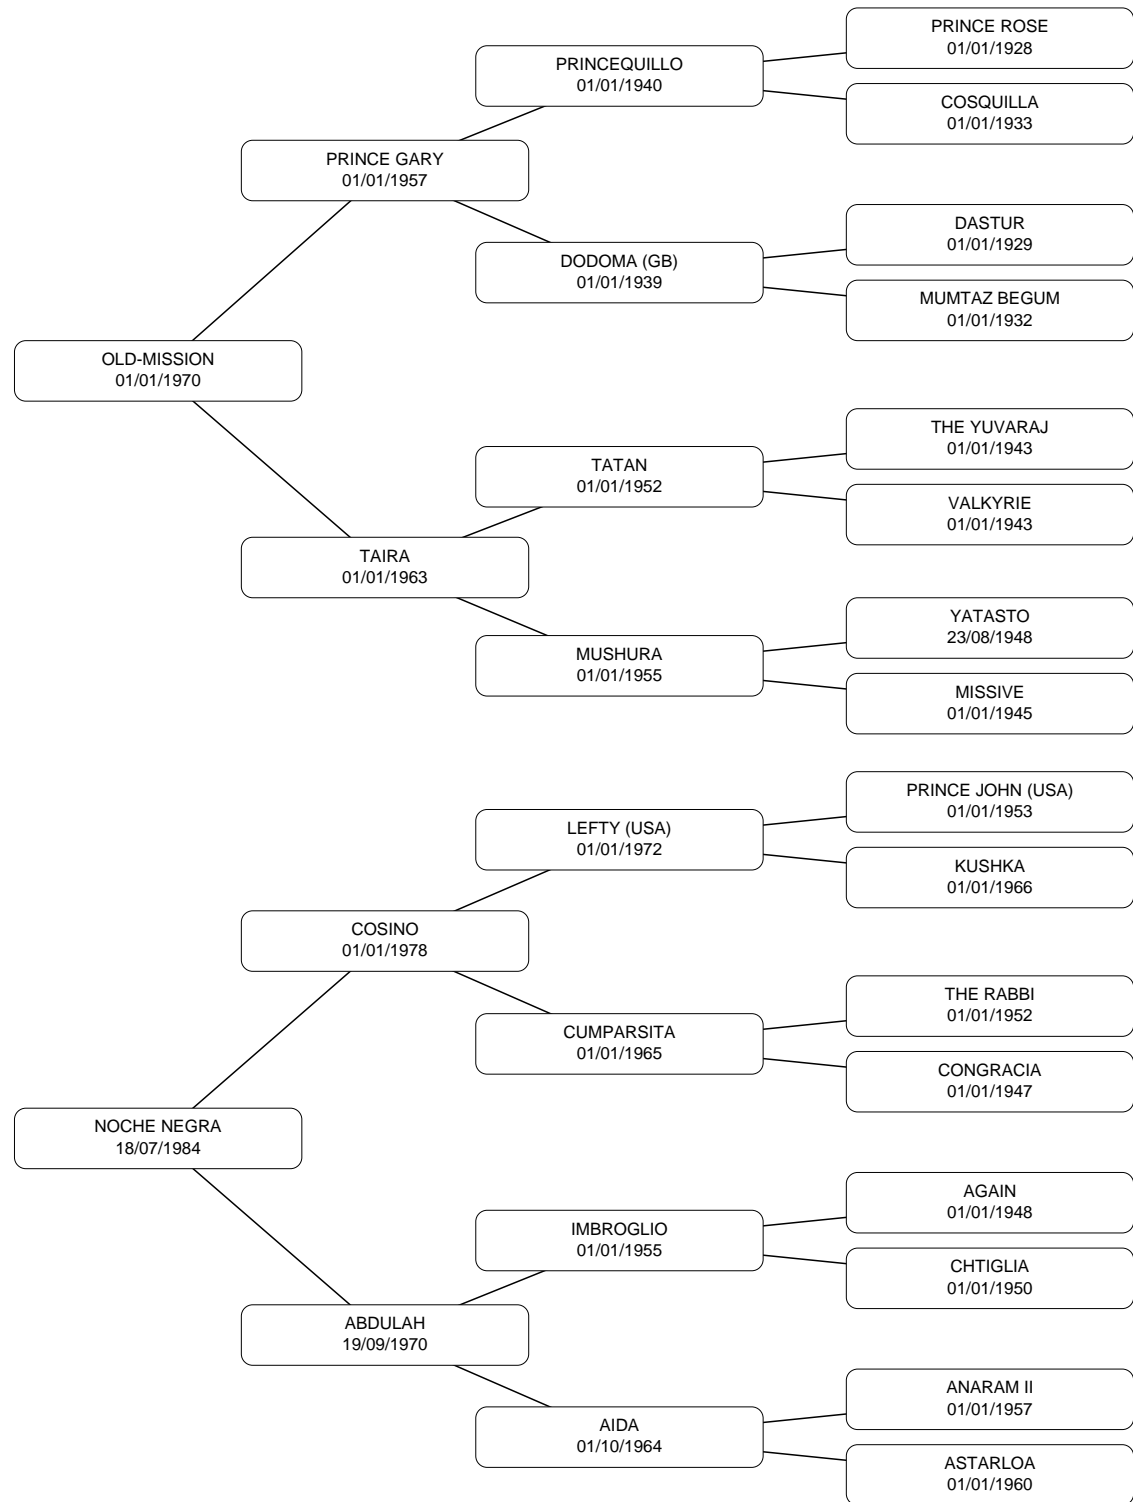 PRINCE ROSE
01/01/1928
PRINCEQUILLO
01/01/1940
COSQUILLA
01/01/1933
PRINCE GARY
01/01/1957
DASTUR
01/01/1929
DODOMA (GB)
01/01/1939
MUMTAZ BEGUM
01/01/1932
OLD-MISSION
01/01/1970
THE YUVARAJ
01/01/1943
TATAN
01/01/1952
VALKYRIE
01/01/1943
TAIRA
01/01/1963
YATASTO
23/08/1948
MUSHURA
01/01/1955
MISSIVE
01/01/1945
PRINCE JOHN (USA)
01/01/1953
LEFTY (USA)
01/01/1972
KUSHKA
01/01/1966
COSINO
01/01/1978
THE RABBI
01/01/1952
CUMPARSITA
01/01/1965
CONGRACIA
01/01/1947
NOCHE NEGRA
18/07/1984
AGAIN
01/01/1948
IMBROGLIO
01/01/1955
CHTIGLIA
01/01/1950
ABDULAH
19/09/1970
ANARAM II
01/01/1957
AIDA
01/10/1964
ASTARLOA
01/01/1960